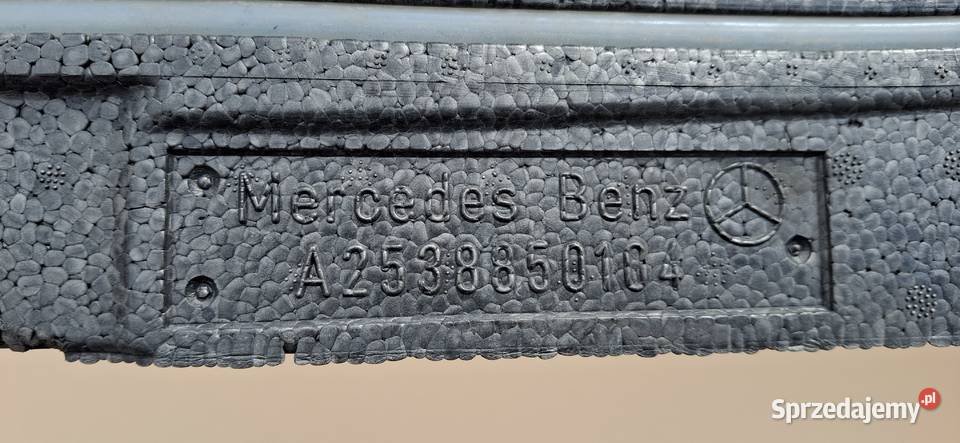 Mercedes Benz
A2538850104
Sprzedajemy.pl